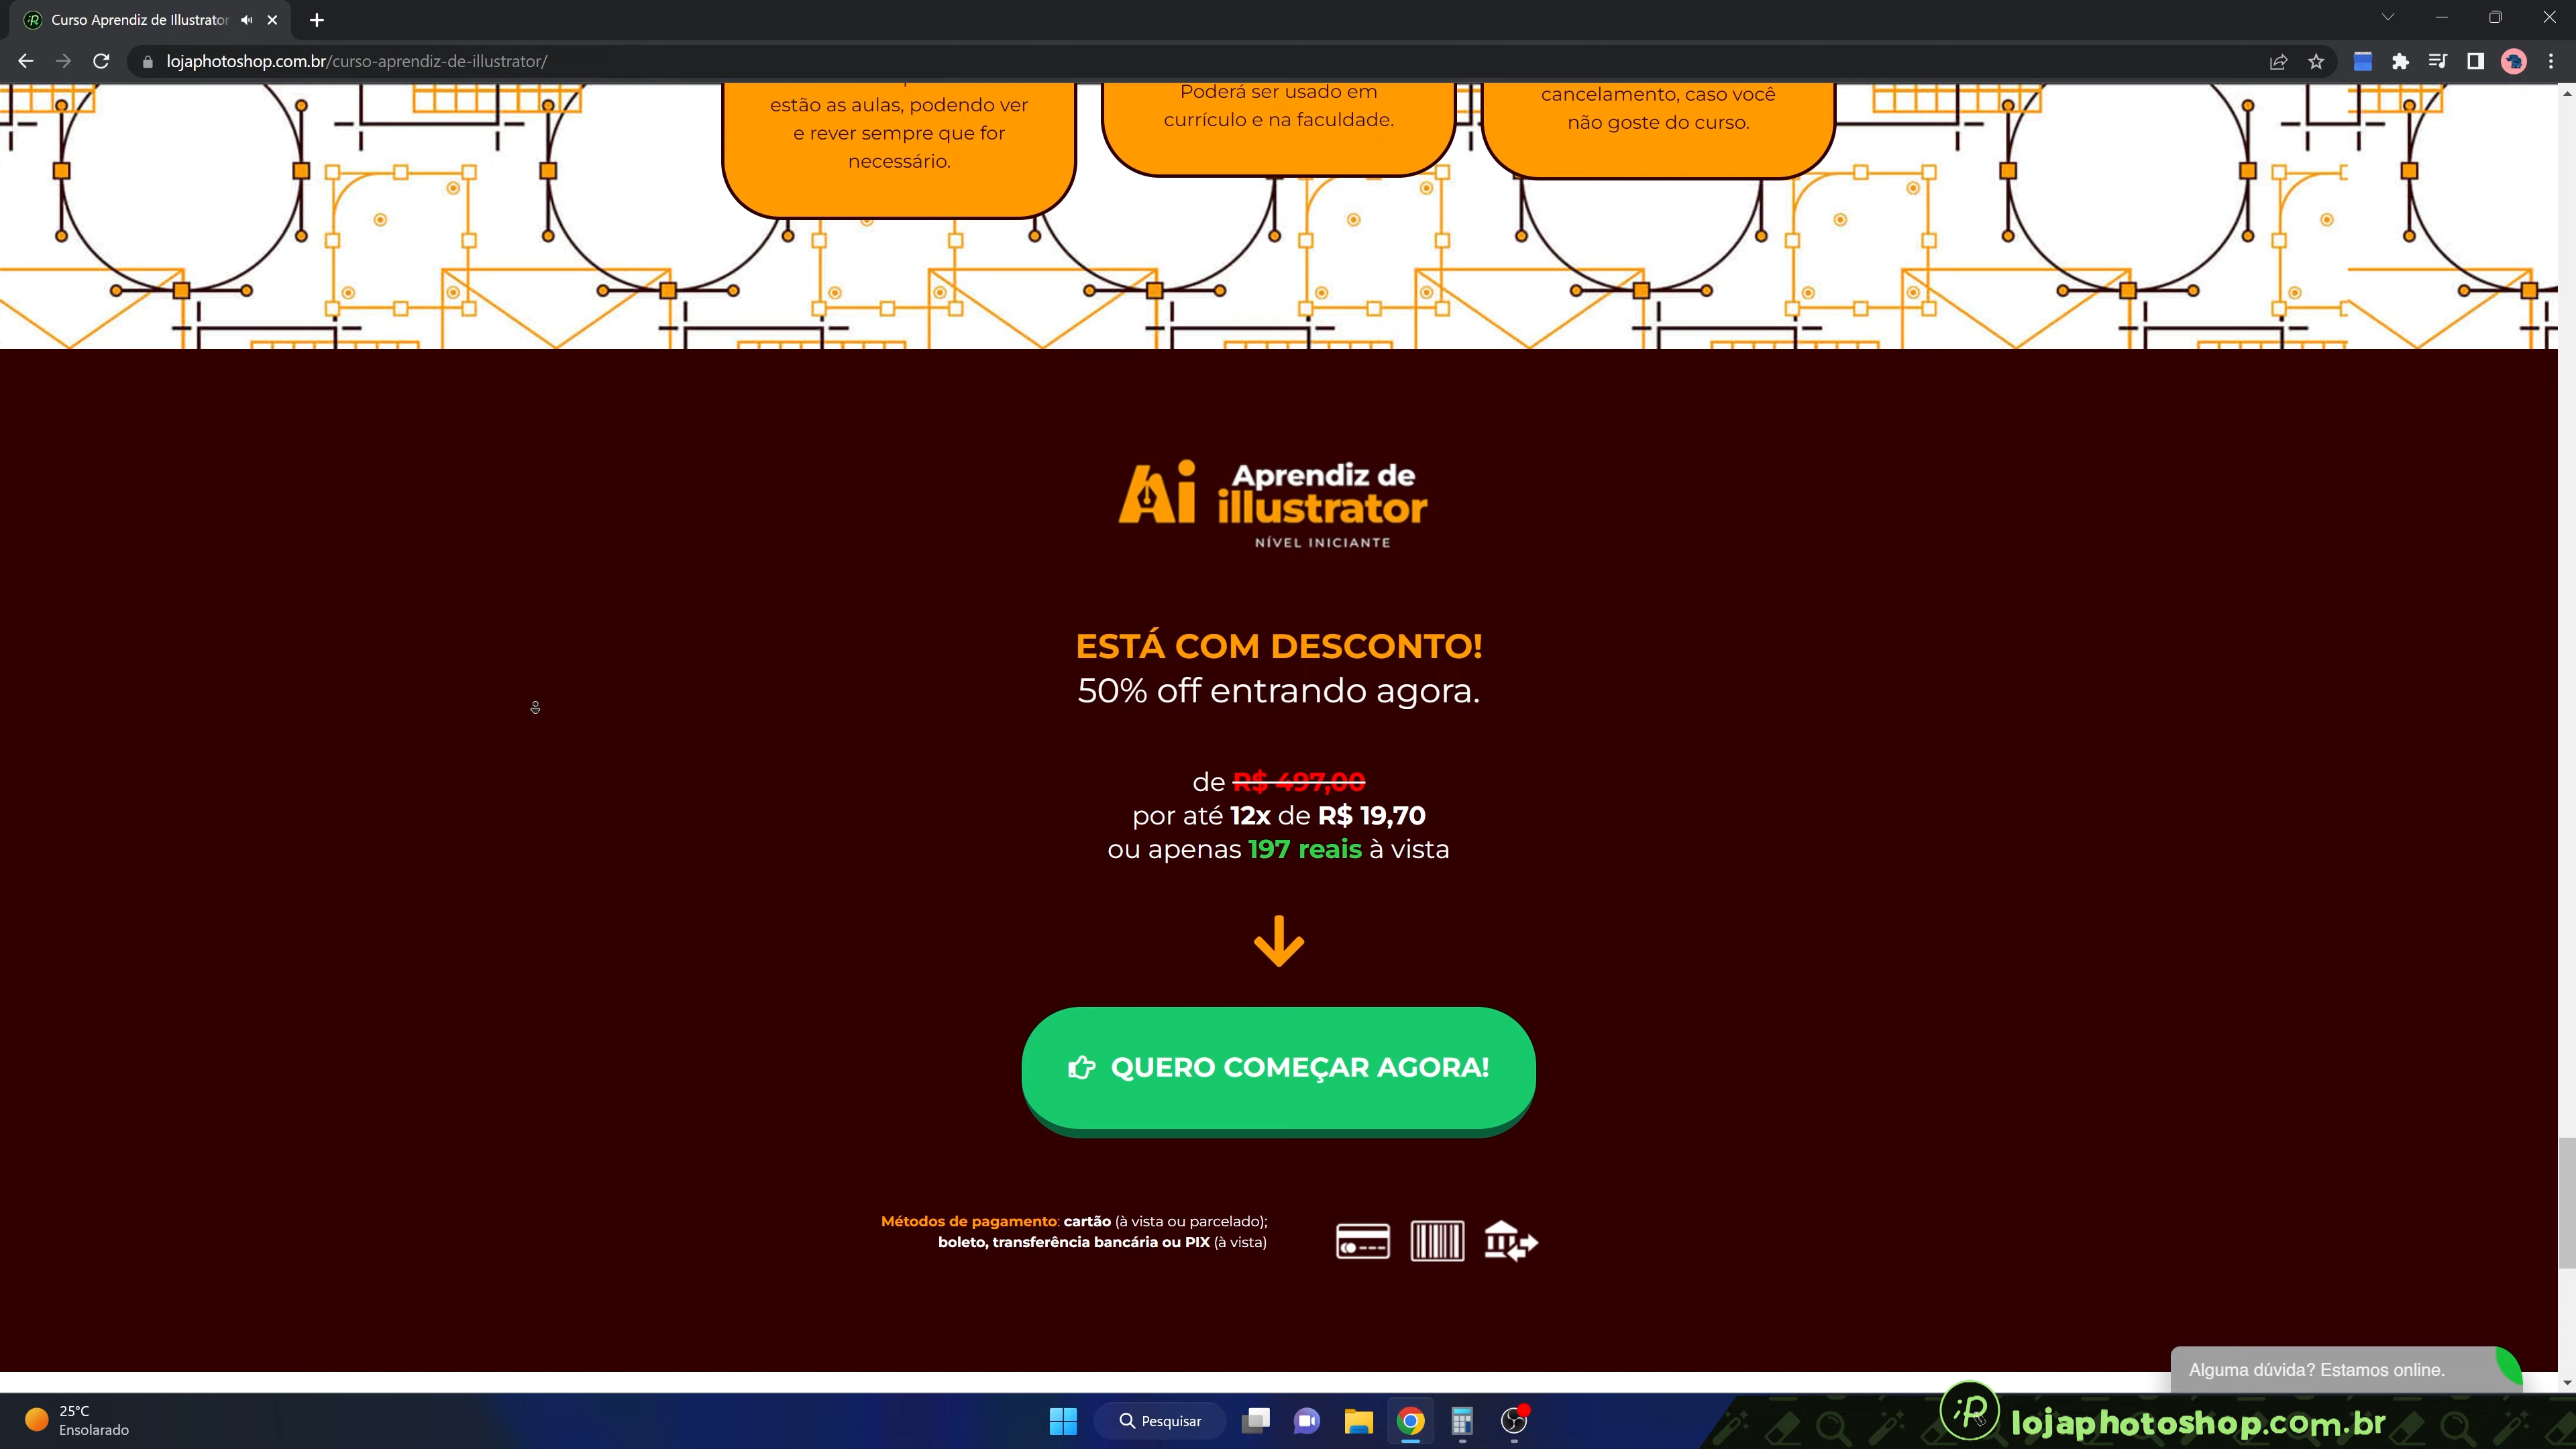 Curso Aprendiz de Illustrator
lojaphotoshop.com.br/curso-aprendiz-de-illustrator/
estão as aulas, podendo ver
e rever sempre que for
necessário.
Poderá ser usado em
currículo e na faculdade.
cancelamento, caso você
não goste do curso.
Ai Aprendiz de
illustrator
NÍVEL INICIANTE
ESTÁ COM DESCONTO!
50% off entrando agora.
de R$ 497,00
por até 12x de R$ 19,70
ou apenas 197 reais à vista
QUERO COMEÇAR AGORA!
Métodos de pagamento: cartão (à vista ou parcelado);
boleto, transferência bancária ou PIX (à vista)
Alguma dúvida? Estamos online.
25°C
Ensolarado
Pesquisar
iR lojaphotoshop.com.br